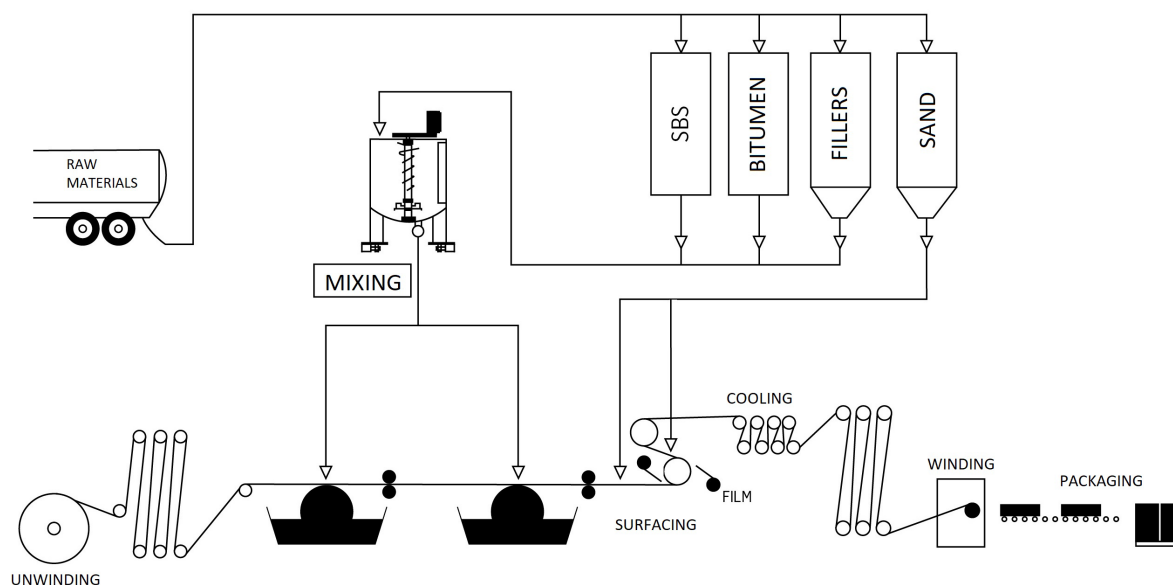 RAW
MATERIALS
SBS
BITUMEN
FILLERS
SAND
MIXING
COOLING
WINDING
PACKAGING
FILM
SURFACING
UNWINDING